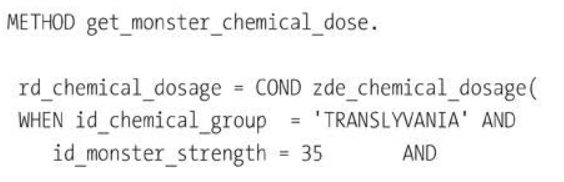 METHOD get_monster_chemical_dose.
rd_chemical_dosage = COND zde_chemical_dosage(
WHEN id_chemical_group = 'TRANSLYVANIA' AND
id_monster_strength = 35 AND